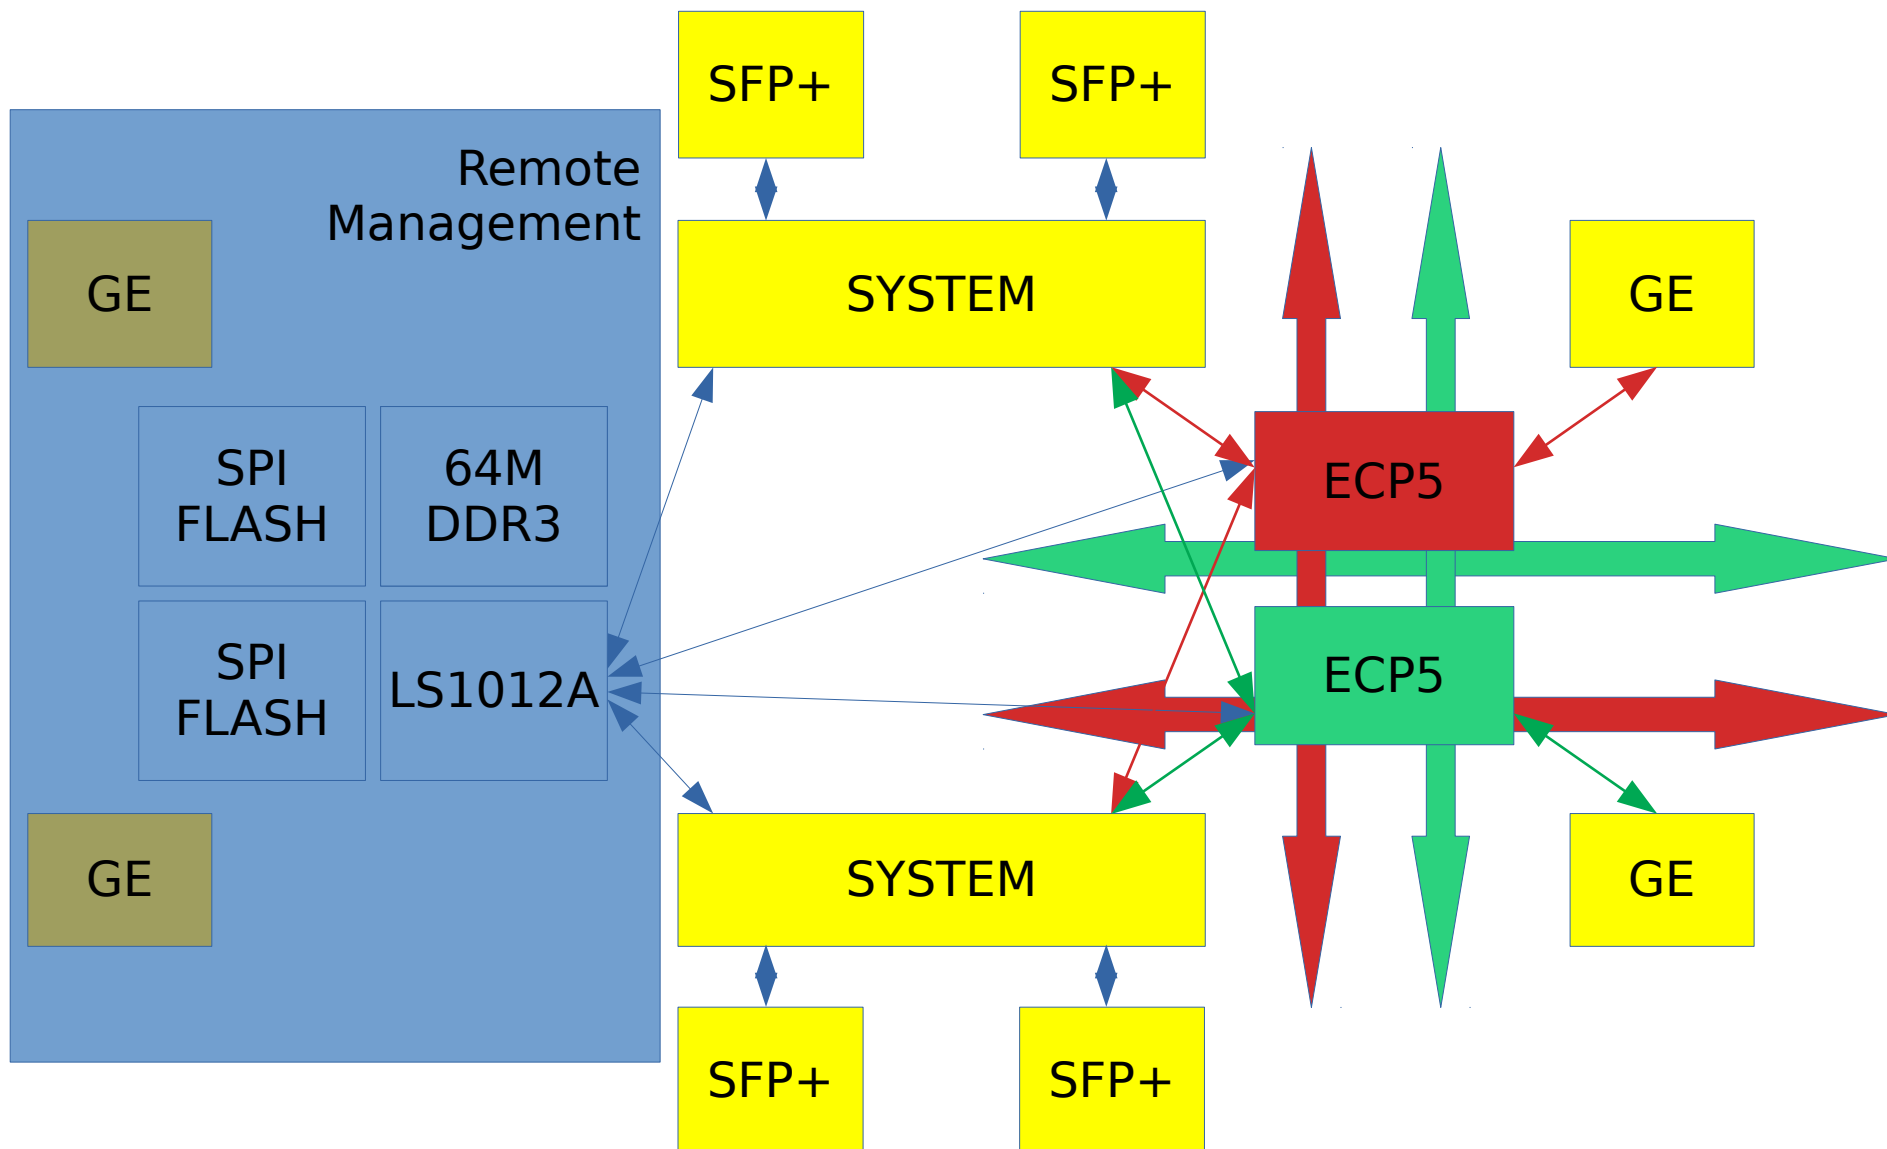 SFP+
SFP+
Remote
Management
GE
SYSTEM
GE
SPI
FLASH
64M
DDR3
ECP5
SPI
FLASH
LS1012A
ECP5
GE
SYSTEM
GE
SFP+
SFP+